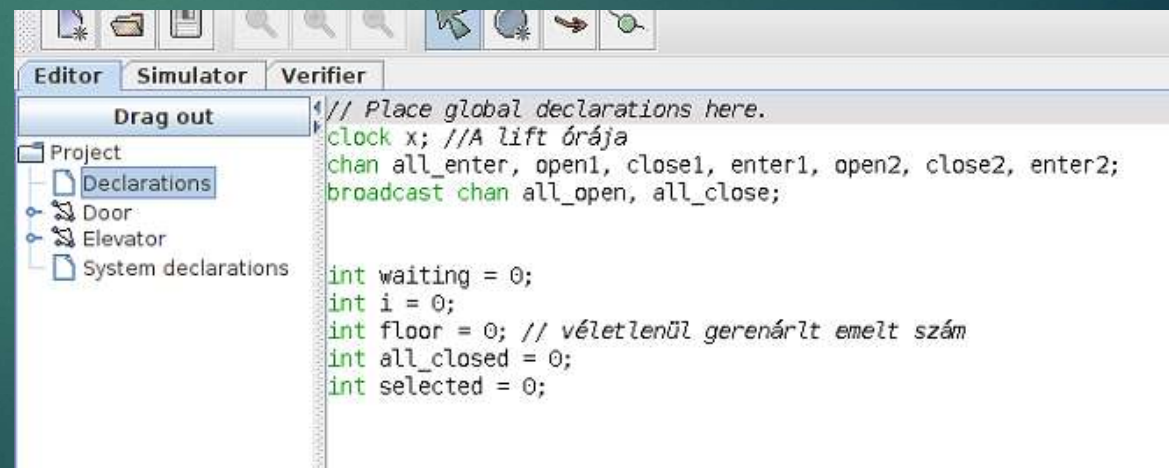 Editor Simulator Verifier
Drag out
Project
Declarations
Door
Elevator
System declarations
// Place global declarations here.
clock x; //A lift órája
chan all_enter, open1, close1, enter1, open2, close2, enter2;
broadcast chan all_open, all_close;
int waiting = 0;
int i = 0;
int floor = 0; // véletlenül gerenárlt emelt szám
int all_closed = 0;
int selected = 0;